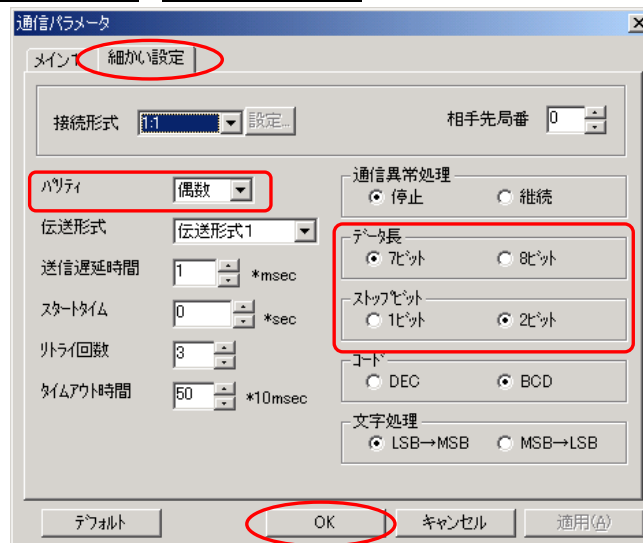 通信パラメータ
メイン1 細かい設定
接続形式 1:1 設定... 相手先局番 0
パリティ 偶数
伝送形式 伝送形式1
送信遅延時間 1 *msec
スタートタイム 0 *sec
リトライ回数 3
タイムアウト時間 50 *10msec
通信異常処理
停止 継続
データ長
7ビット 8ビット
ストップビット
1ビット 2ビット
コード
DEC BCD
文字処理
LSB→MSB MSB→LSB
デフォルト OK キャンセル 適用(A)